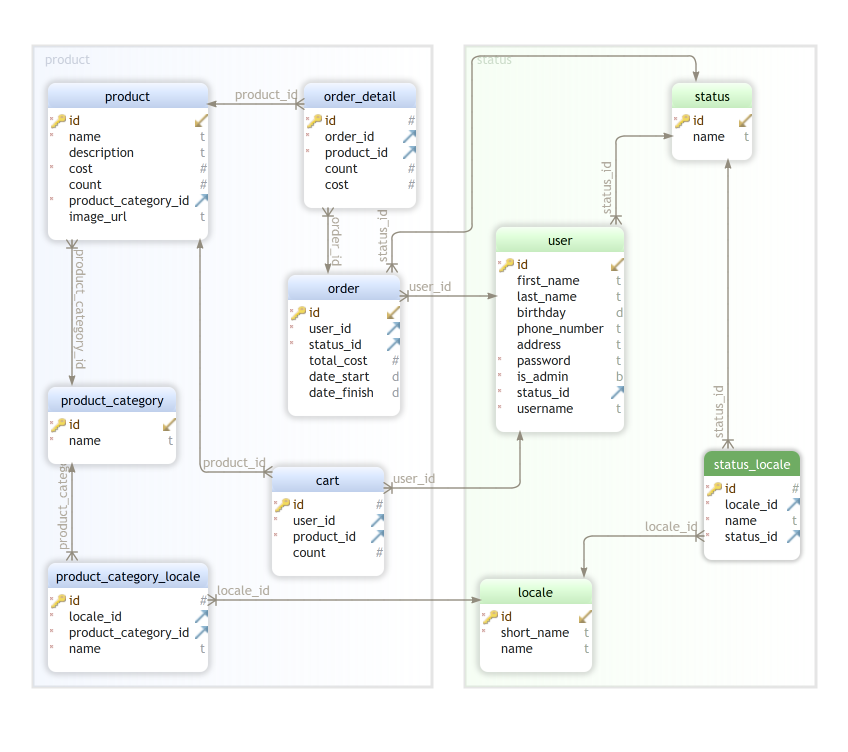 product
status
product
id
name t
description t
cost #
count #
product_category_id
image_url t
product_id
order_detail
id #
order_id
product_id
count #
cost #
status
id
name t
order_id
status_id
status_id
product_category_id
user
id
first_name t
last_name t
birthday d
phone_number t
address t
password t
is_admin b
status_id
username t
order
id
user_id
status_id
total_cost #
date_start d
date_finish d
user_id
product_category
id
name t
status_id
product_id
cart
id #
user_id
product_id
count #
user_id
status_locale
id #
locale_id
name t
status_id
locale_id
product_categ
product_category_locale
id #
locale_id
product_category_id
name t
locale_id
locale
id
short_name t
name t